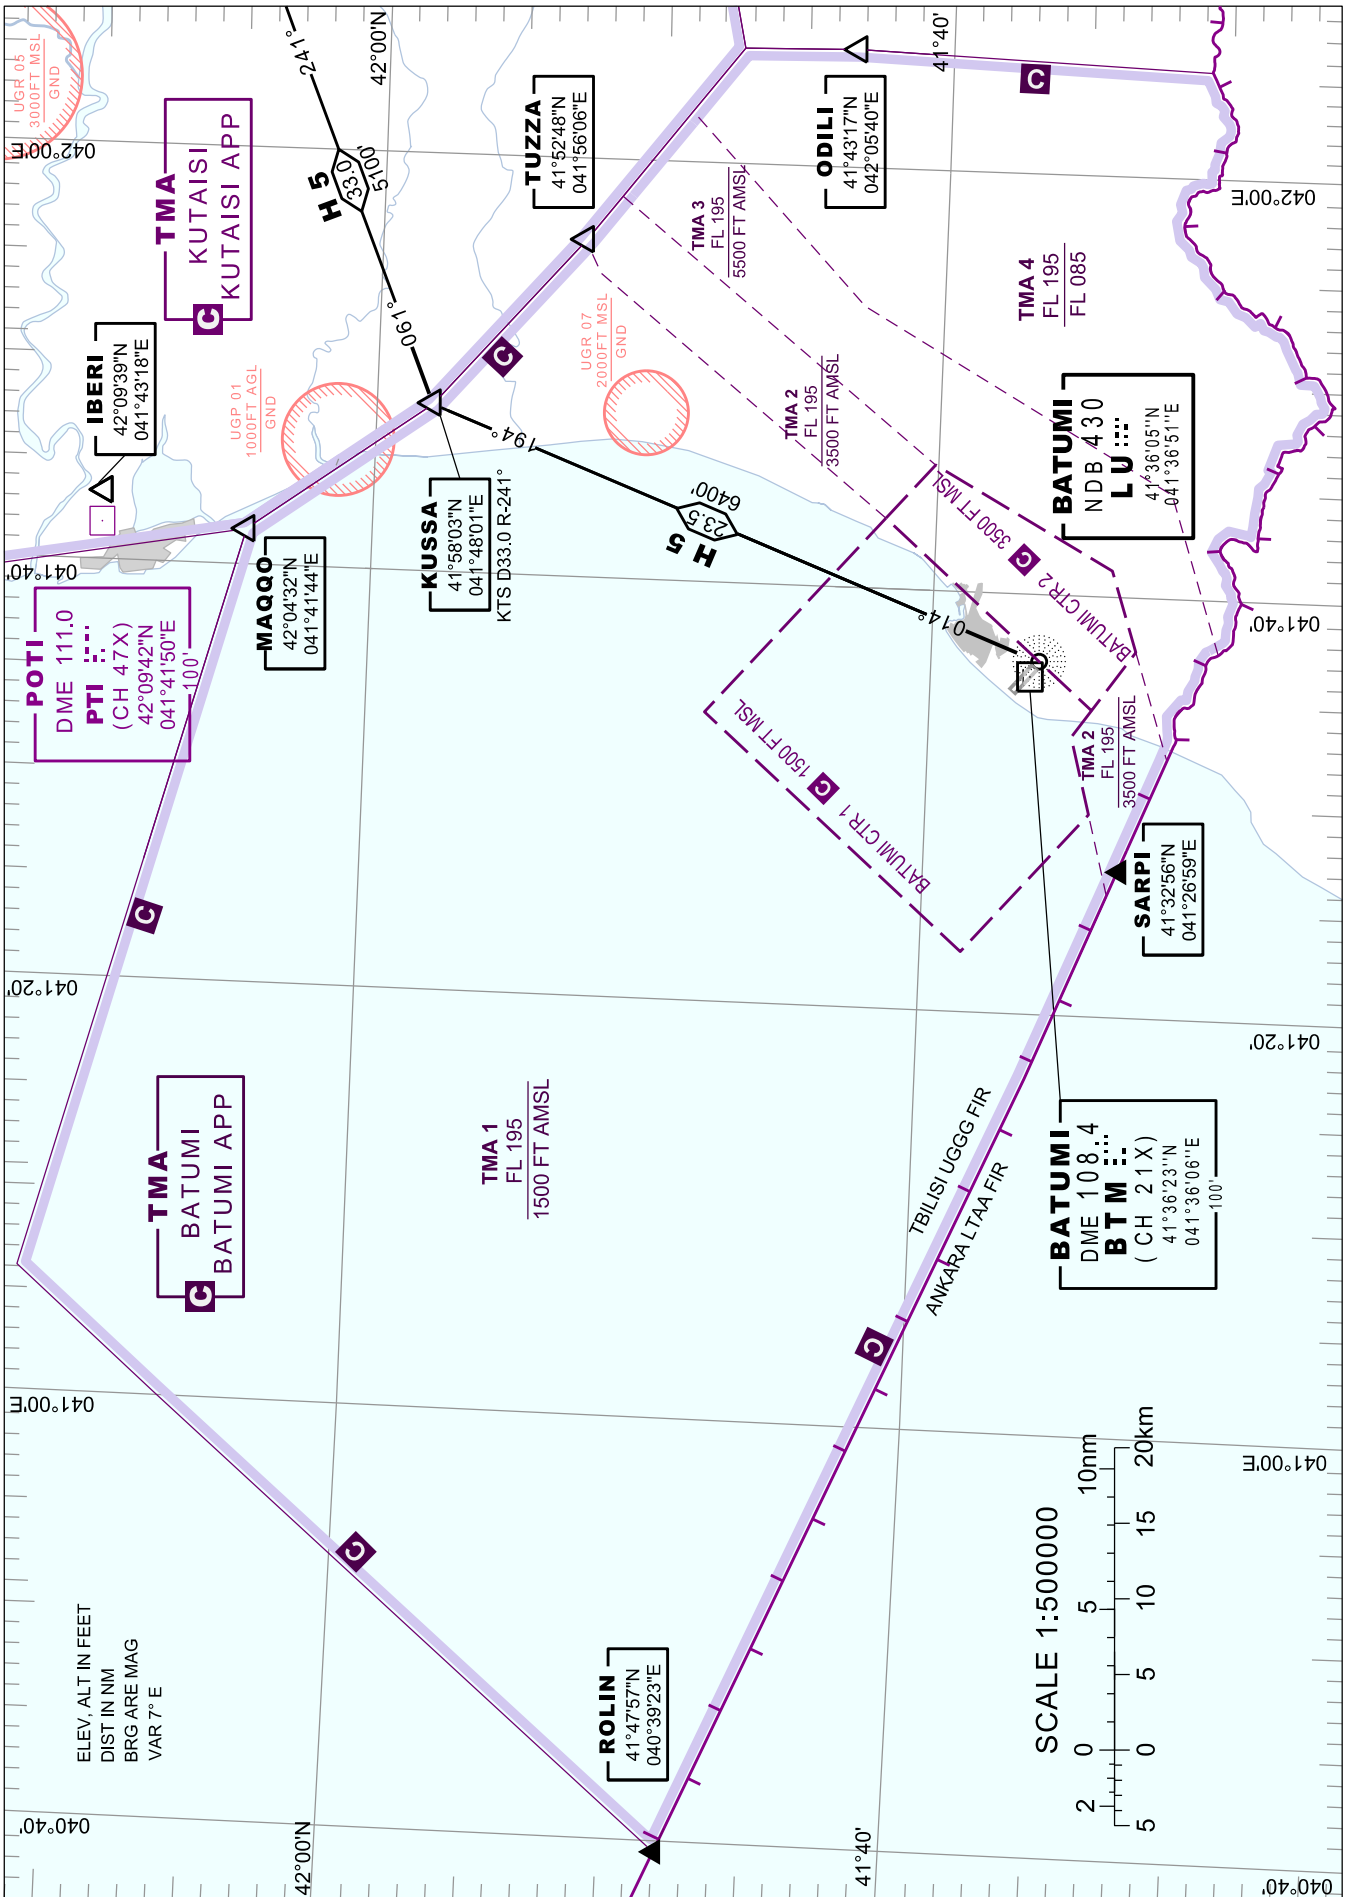 ELEV, ALT IN FEET
DIST IN NM
BRG ARE MAG
VAR 7° E
TMA
BATUMI
BATUMI APP
C
POTI
DME 111.0
PTI
(CH 47X)
42°09'42"N
041°41'50"E
100'
IBERI
42°09'39"N
041°43'18"E
TMA
KUTAISI
KUTAISI APP
C
UGR 05
3000FT MSL
GND
UGP 01
1000FT AGL
GND
MAQQO
42°04'32"N
041°41'44"E
KUSSA
41°58'03"N
041°48'01"E
KTS D33.0 R-241°
241°
H 5
33.0
5100'
061°
194°
H 5
23.5
6400'
014°
TUZZA
41°52'48"N
041°56'06"E
UGR 07
2000FT MSL
GND
ODILI
41°43'17"N
042°05'40"E
TMA 1
FL 195
1500 FT AMSL
TMA 2
FL 195
3500 FT AMSL
TMA 3
FL 195
5500 FT AMSL
TMA 4
FL 195
FL 085
TMA 2
FL 195
3500 FT AMSL
BATUMI CTR 1 C 1500 FT MSL
BATUMI CTR 2 C 3500 FT MSL
BATUMI
NDB 430
LU
41°36'05"N
041°36'51"E
SARPI
41°32'56"N
041°26'59"E
ROLIN
41°47'57"N
040°39'23"E
BATUMI
DME 108.4
BTM
(CH 21X)
41°36'23"N
041°36'06"E
100'
TBILISI UGGG FIR
ANKARA LTAA FIR
C
C
C
C
C
SCALE 1:500000
2 0 5 10nm
5 0 5 10 15 20km
040°40'
041°00'E
041°20'
041°40'
042°00'E
42°00'N
41°40'
42°00'N
41°40'
040°40'
041°00'E
041°20'
041°40'
042°00'E